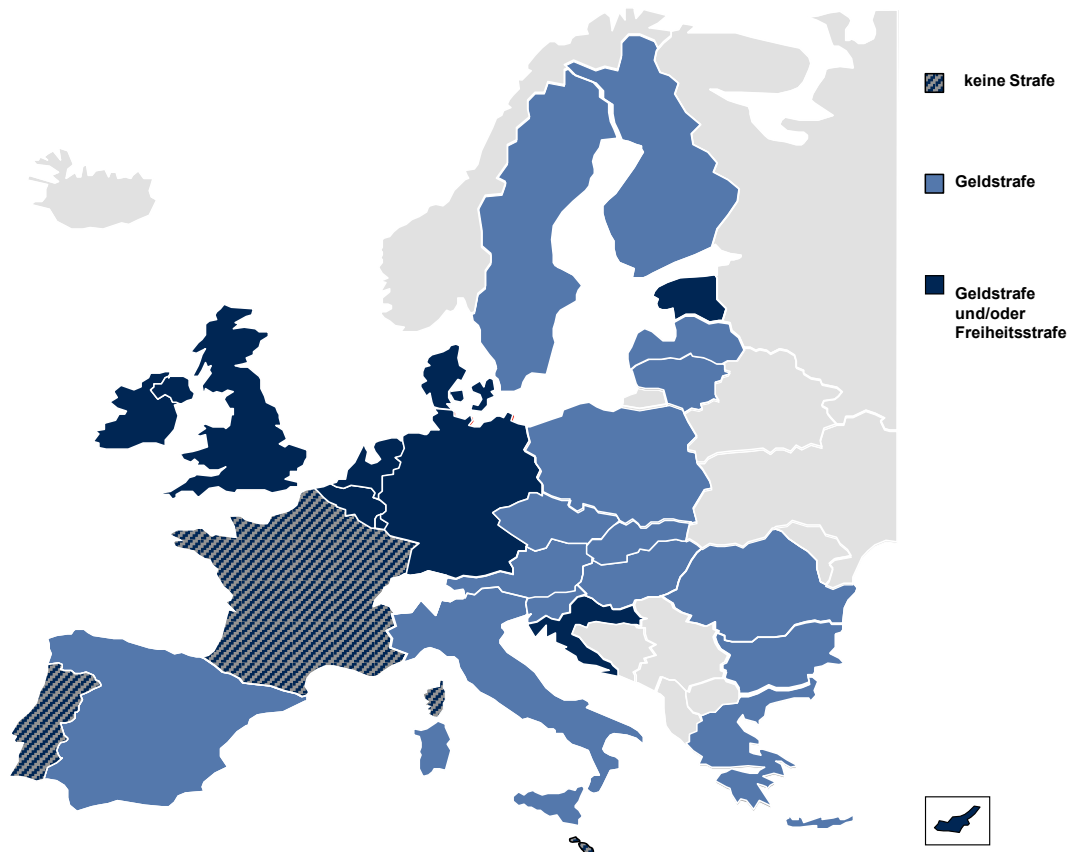 keine Strafe
Geldstrafe
Geldstrafe
und/oder
Freiheitsstrafe